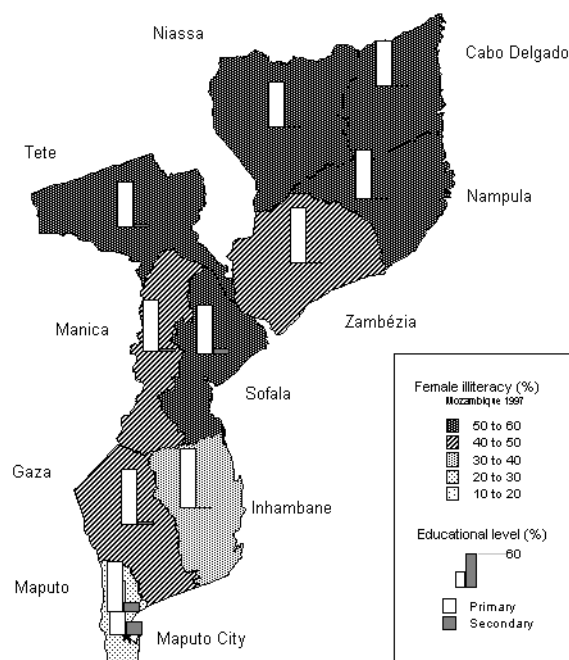 Niassa
Cabo Delgado
Tete
Nampula
Manica
Zambézia
Sofala
Gaza
Inhambane
Maputo
Maputo City
Female illiteracy (%)
Mozambique 1997
50 to 60
40 to 50
30 to 40
20 to 30
10 to 20
Educational level (%)
60
Primary
Secondary